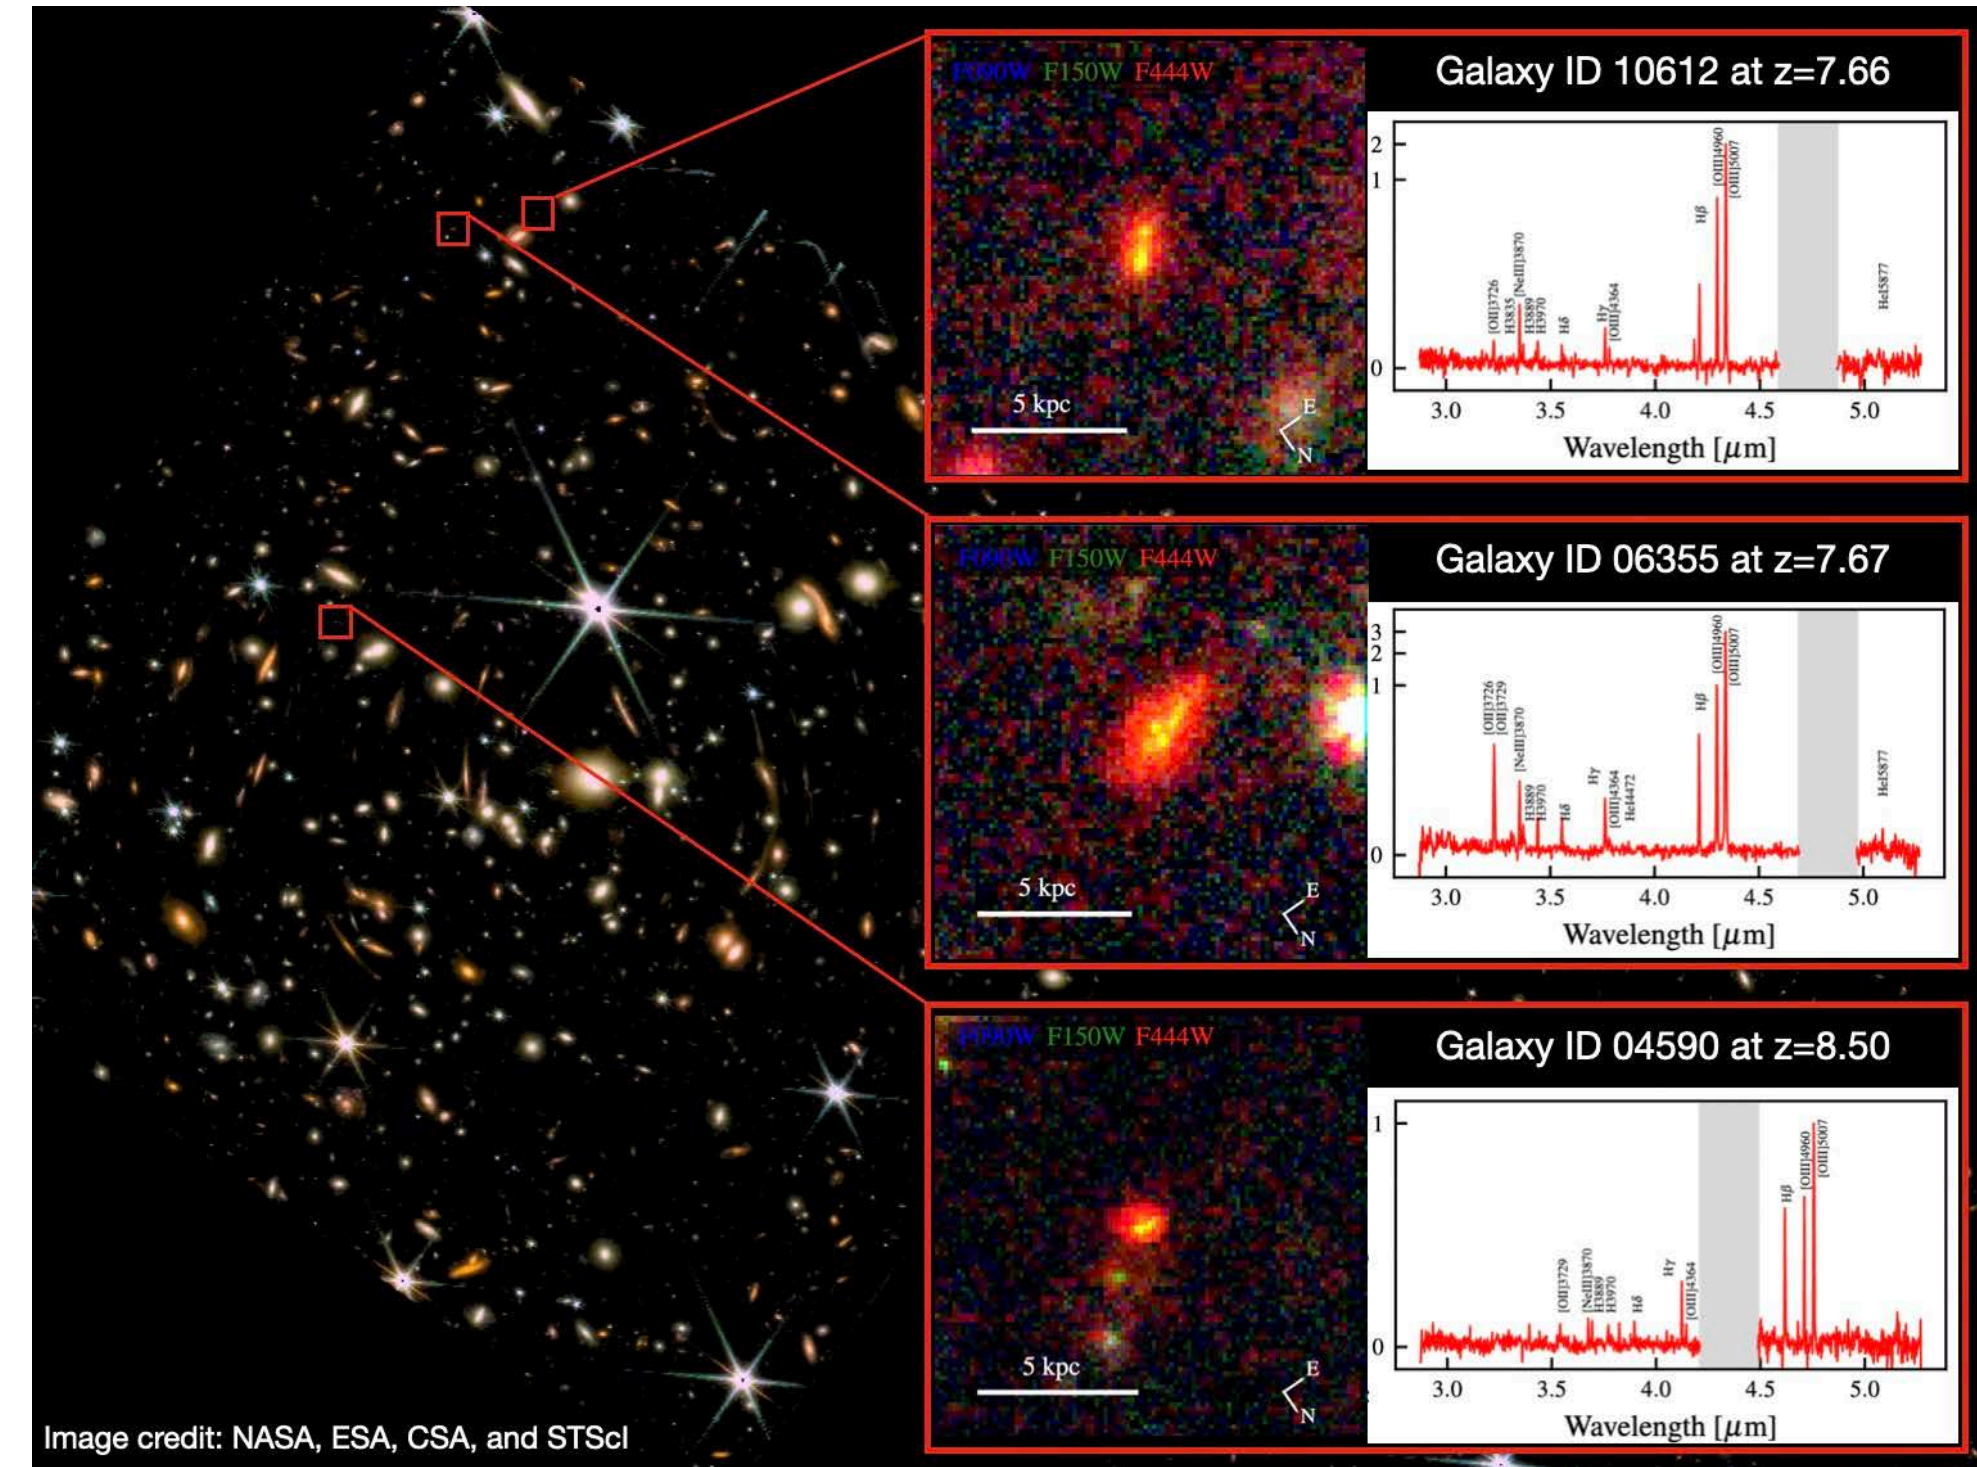 F090W F150W F444W
Galaxy ID 10612 at z=7.66
2
1
0
[OII]3726
H3835
[NeIII]3870
H3889
H3970
Hδ
Hγ
[OIII]4364
Hβ
[OIII]4960
[OIII]5007
HeI5877
3.0 3.5 4.0 4.5 5.0
Wavelength [μm]
5 kpc
E
N
F090W F150W F444W
Galaxy ID 06355 at z=7.67
3
2
1
0
[OII]3726
[OII]3729
[NeIII]3870
H3889
H3970
Hδ
Hγ
[OIII]4364
HeI4472
Hβ
[OIII]4960
[OIII]5007
HeI5877
3.0 3.5 4.0 4.5 5.0
Wavelength [μm]
5 kpc
E
N
F090W F150W F444W
Galaxy ID 04590 at z=8.50
1
0
[OII]3729
[NeIII]3870
H3889
H3970
Hδ
Hγ
[OIII]4364
Hβ
[OIII]4960
[OIII]5007
3.0 3.5 4.0 4.5 5.0
Wavelength [μm]
5 kpc
E
N
Image credit: NASA, ESA, CSA, and STScI